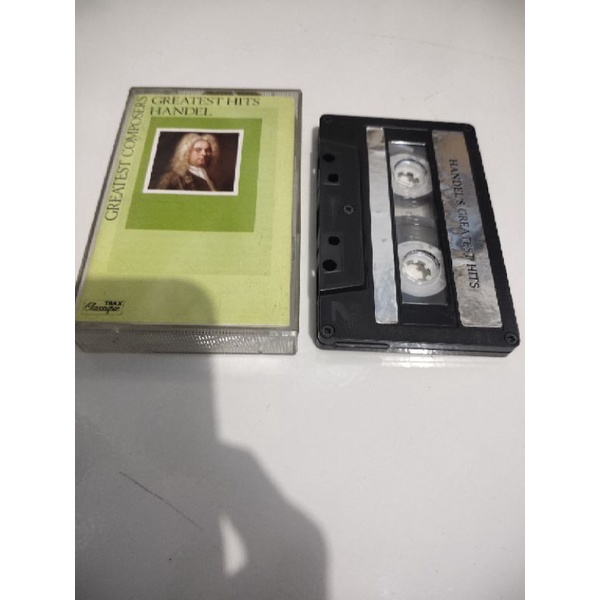 GREATEST COMPOSERS
GREATEST HITS
HANDEL
TRAX
Classique
HANDEL'S GREATEST HITS